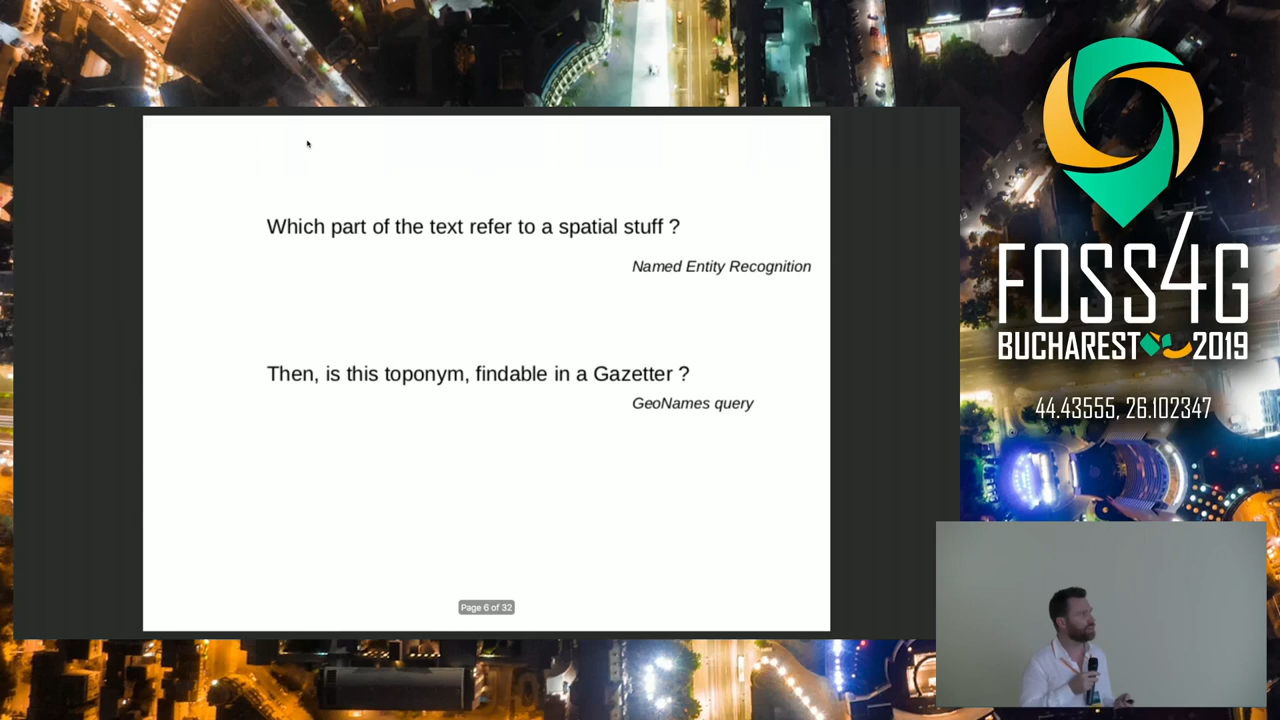 Which part of the text refer to a spatial stuff ?
Named Entity Recognition
Then, is this toponym, findable in a Gazetter ?
GeoNames query
Page 6 of 32
FOSS4G
BUCHAREST 2019
44.43555, 26.102347